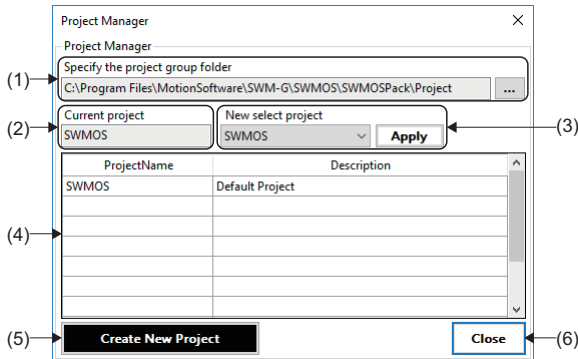 Project Manager
Project Manager
Specify the project group folder
(1)
C:\Program Files\MotionSoftware\SWM-G\SWMOS\SWMOSPack\Project ...
Current project New select project
(2) SWMOS SWMOS Apply (3)
ProjectName Description
SWMOS Default Project
(4)
(5) Create New Project Close (6)